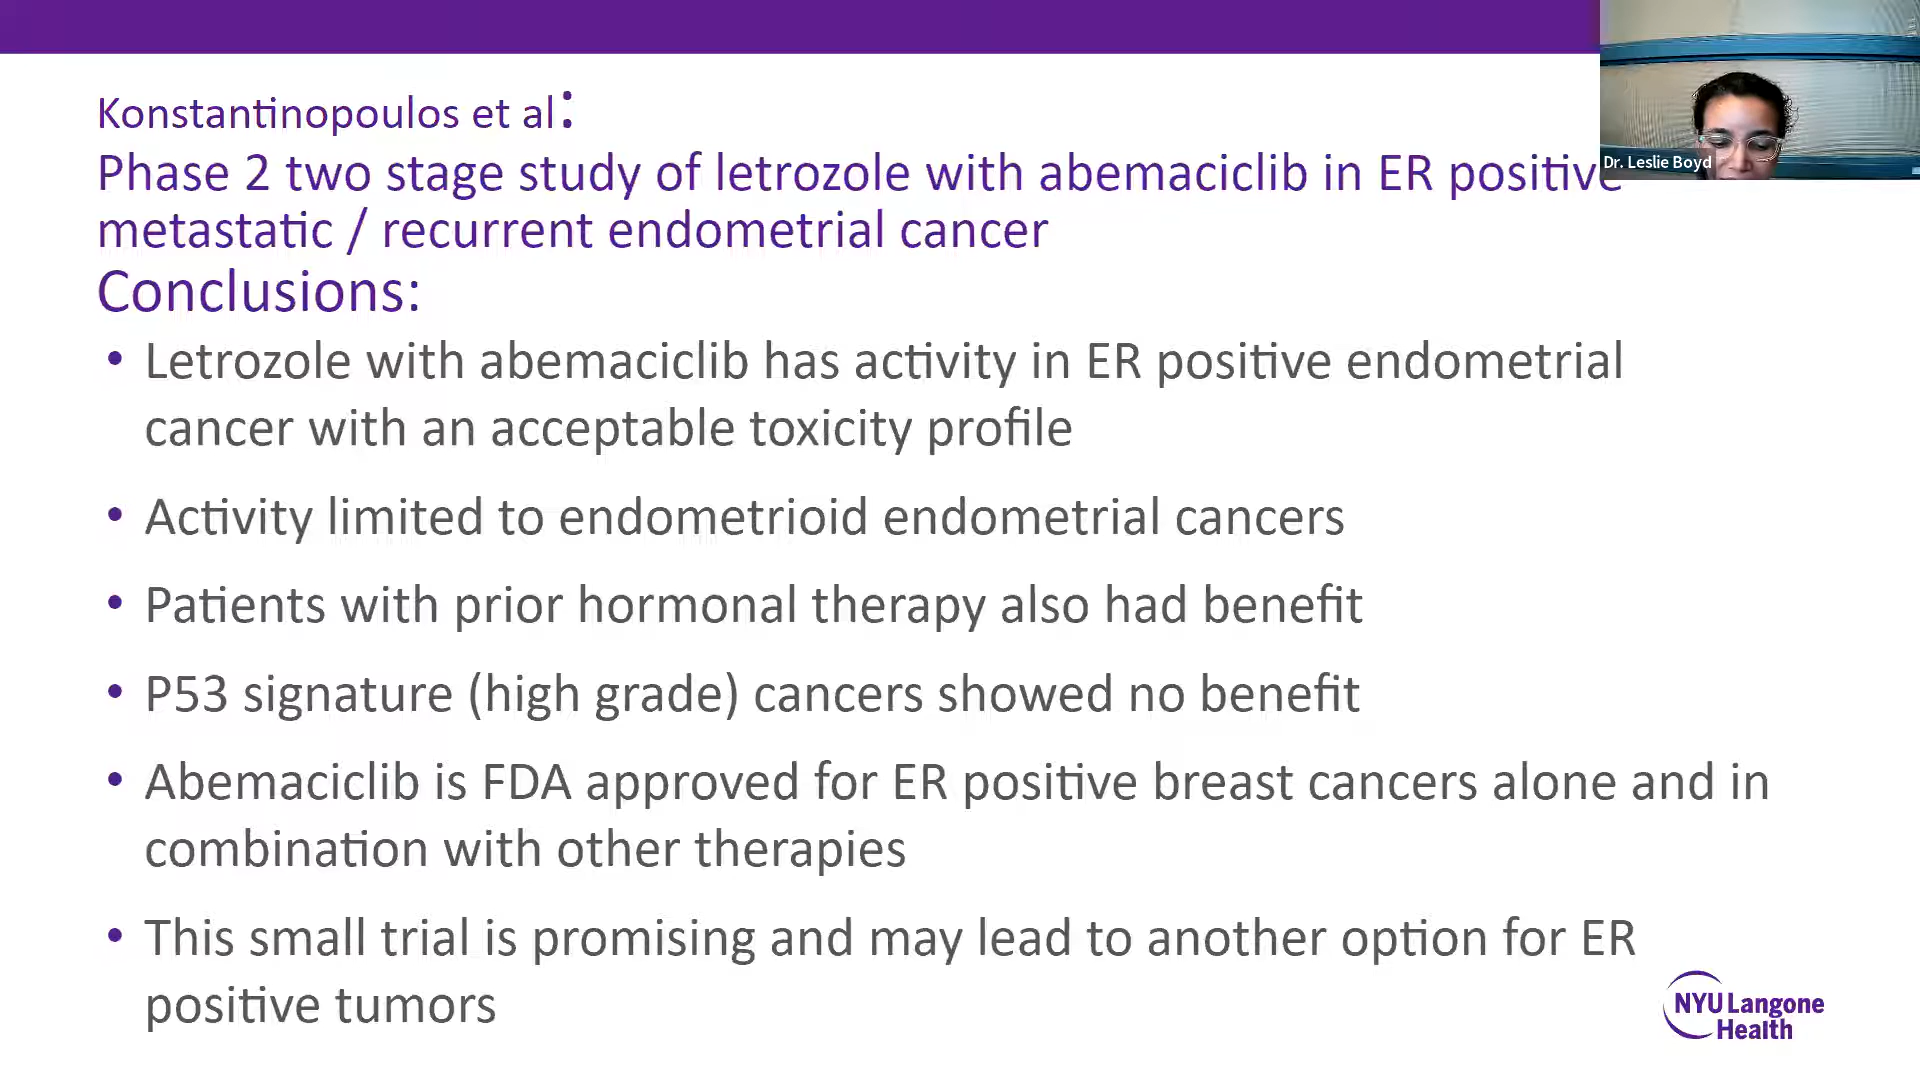 Konstantinopoulos et al:
Phase 2 two stage study of letrozole with abemaciclib in ER positive
metastatic / recurrent endometrial cancer
Conclusions:
• Letrozole with abemaciclib has activity in ER positive endometrial
cancer with an acceptable toxicity profile
• Activity limited to endometrioid endometrial cancers
• Patients with prior hormonal therapy also had benefit
• P53 signature (high grade) cancers showed no benefit
• Abemaciclib is FDA approved for ER positive breast cancers alone and in
combination with other therapies
• This small trial is promising and may lead to another option for ER
positive tumors
Dr. Leslie Boyd
NYU Langone
Health